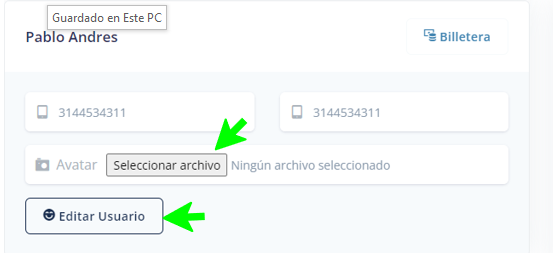 Guardado en Este PC
Pablo Andres
Billetera
3144534311
3144534311
Avatar Seleccionar archivo Ningún archivo seleccionado
Editar Usuario